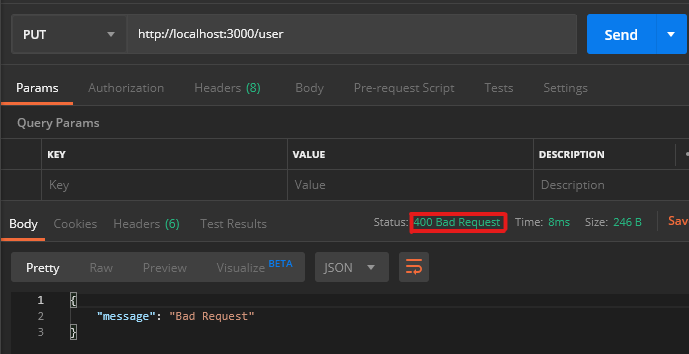 PUT http://localhost:3000/user Send
Params Authorization Headers (8) Body Pre-request Script Tests Settings
Query Params
KEY VALUE DESCRIPTION
Key Value Description
Body Cookies Headers (6) Test Results Status: 400 Bad Request Time: 8ms Size: 246 B Sav
Pretty Raw Preview Visualize BETA JSON
1 {
2 "message": "Bad Request"
3 }